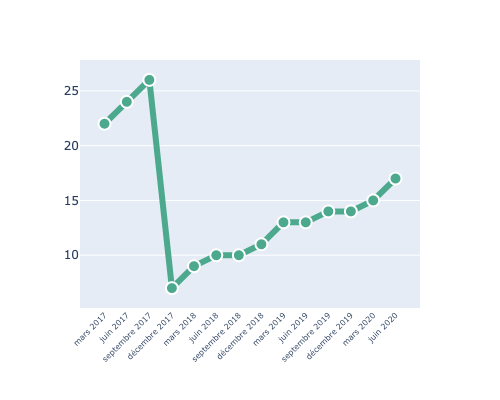 25
20
15
10
mars 2017
juin 2017
septembre 2017
décembre 2017
mars 2018
juin 2018
septembre 2018
décembre 2018
mars 2019
juin 2019
septembre 2019
décembre 2019
mars 2020
juin 2020